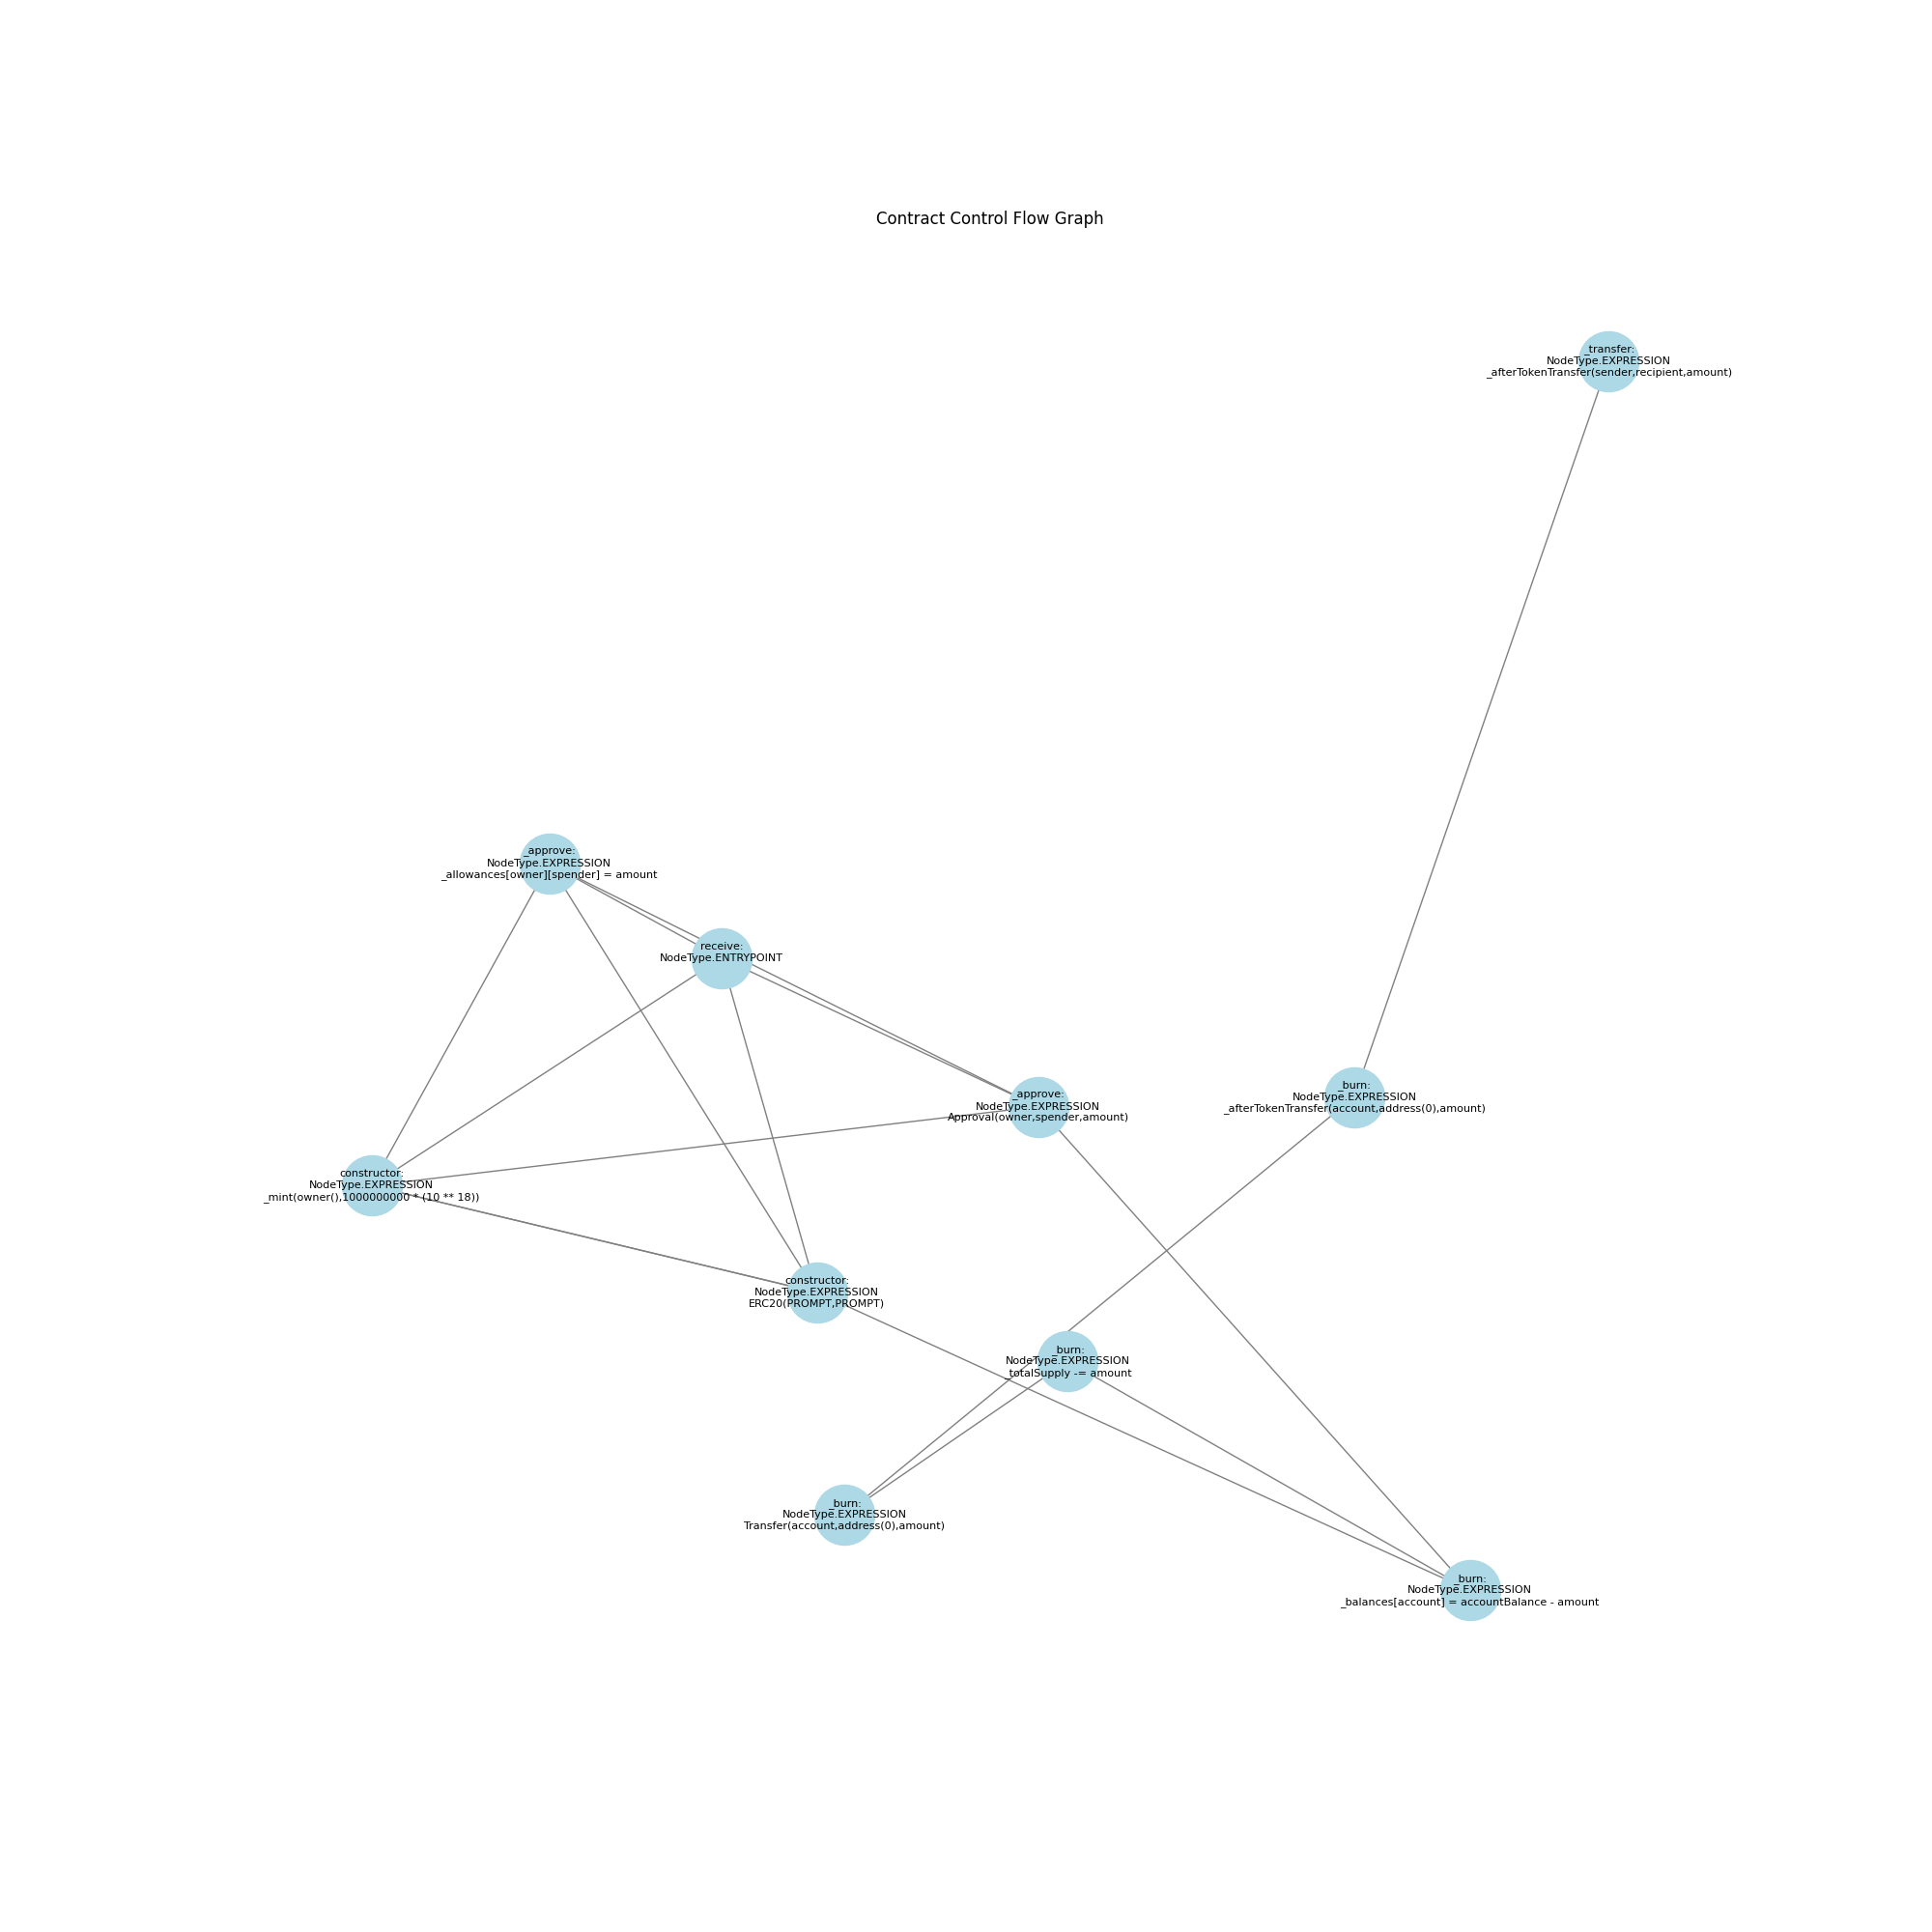 Contract Control Flow Graph
_transfer:
NodeType.EXPRESSION
_afterTokenTransfer(sender,recipient,amount)
_approve:
NodeType.EXPRESSION
_allowances[owner][spender] = amount
receive:
NodeType.ENTRYPOINT
_approve:
NodeType.EXPRESSION
Approval(owner,spender,amount)
_burn:
NodeType.EXPRESSION
_afterTokenTransfer(account,address(0),amount)
constructor:
NodeType.EXPRESSION
_mint(owner(),1000000000 * (10 ** 18))
constructor:
NodeType.EXPRESSION
ERC20(PROMPT,PROMPT)
_burn:
NodeType.EXPRESSION
_totalSupply -= amount
_burn:
NodeType.EXPRESSION
Transfer(account,address(0),amount)
_burn:
NodeType.EXPRESSION
_balances[account] = accountBalance - amount